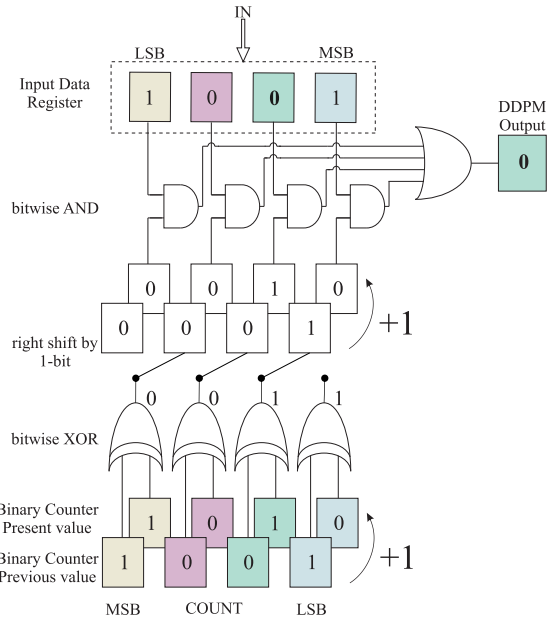 IN
LSB
MSB
Input Data
Register
1 0 0 1
DDPM
Output
0
bitwise AND
0 0 1 0
0 0 0 1
+1
right shift by
1-bit
0 0 1 1
bitwise XOR
Binary Counter
Present value
1 0 1 0
Binary Counter
Previous value
1 0 0 1
+1
MSB
COUNT
LSB